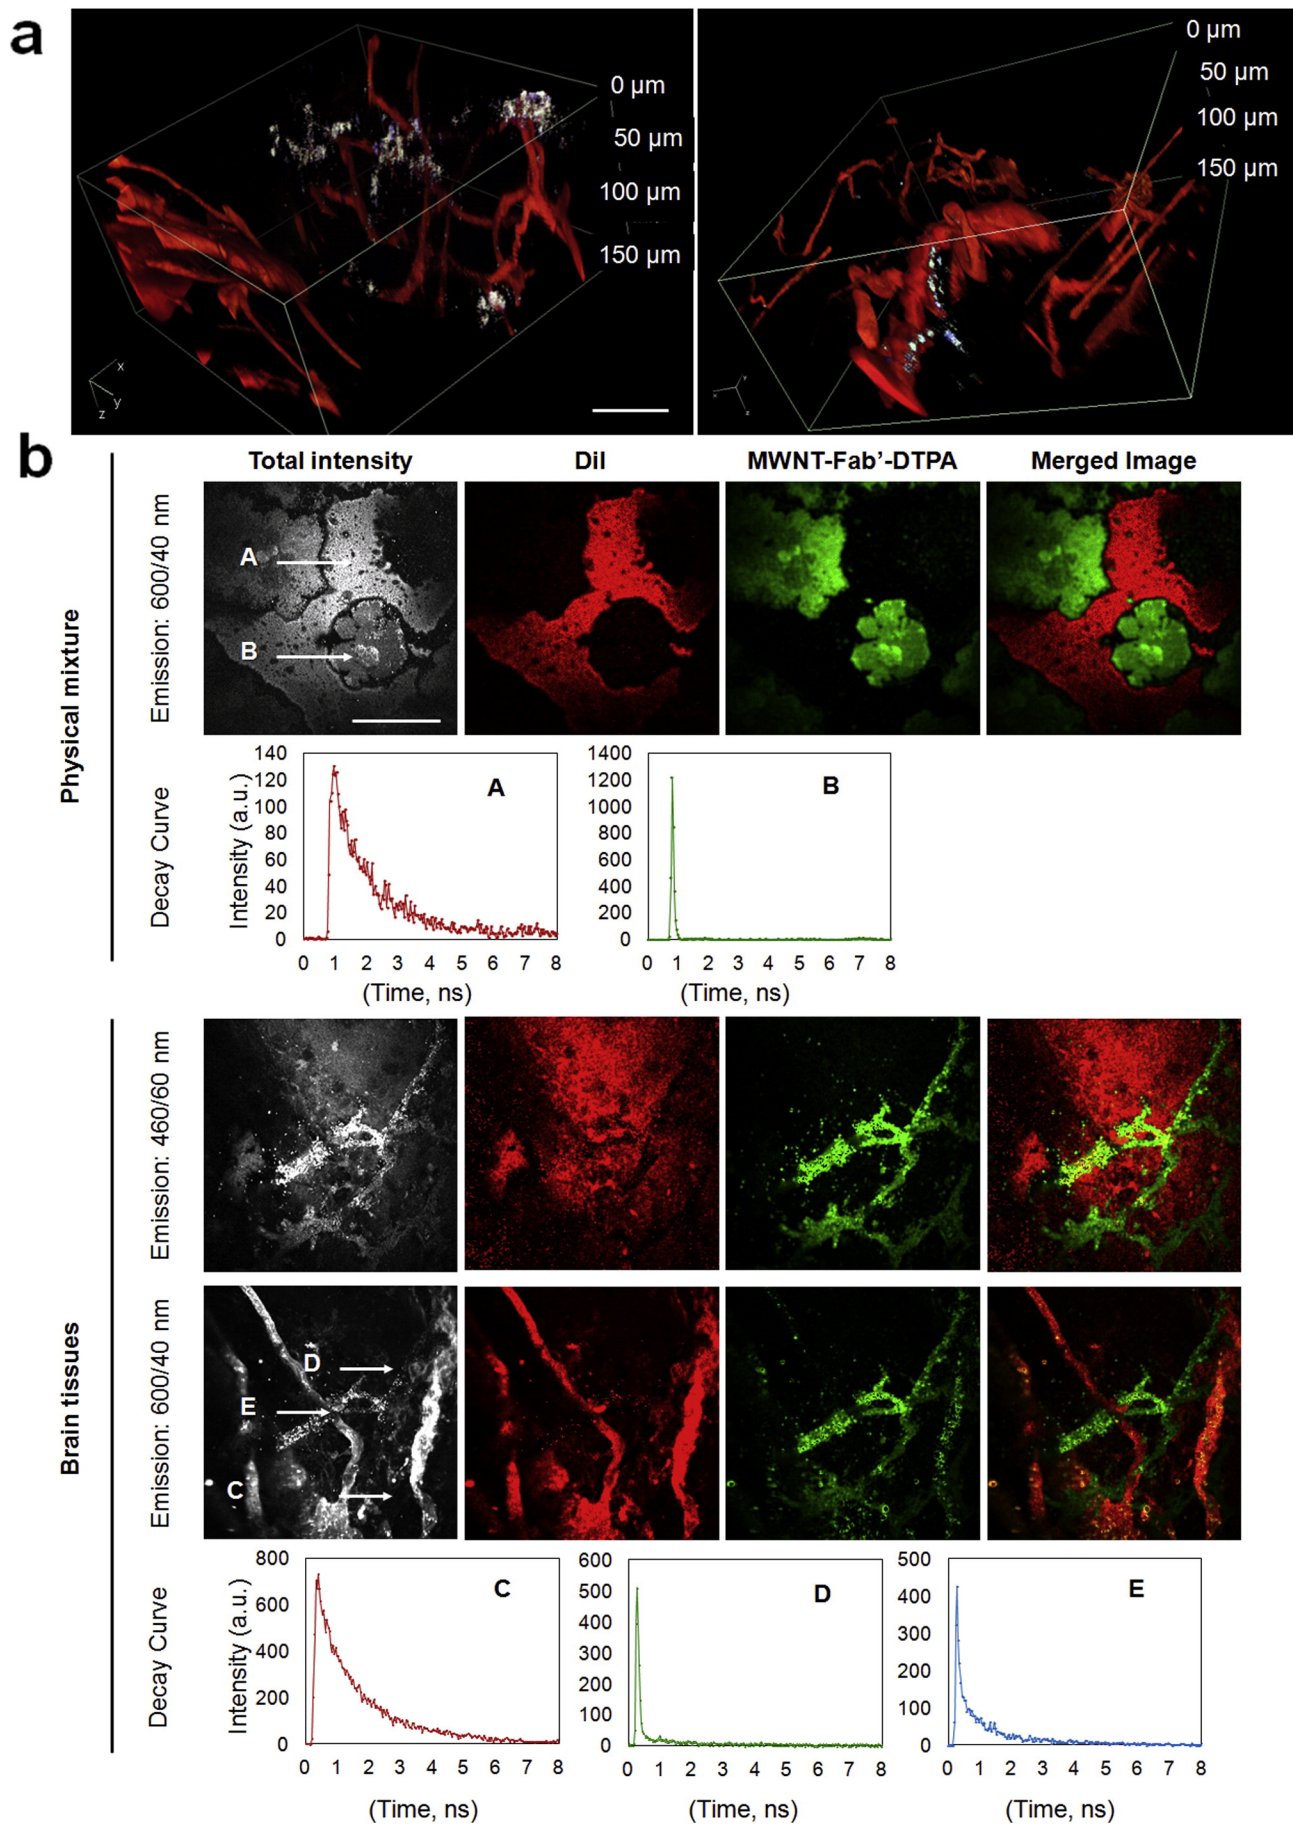 a
0 µm
50 µm
100 µm
150 µm
x
y
z
0 µm
50 µm
100 µm
150 µm
x
Y
z
b
Total intensity
DiI
MWNT-Fab’-DTPA
Merged Image
Physical mixture
Emission: 600/40 nm
A
B
Decay Curve
Intensity (a.u.)
140
120
100
80
60
40
20
0
A
0 1 2 3 4 5 6 7 8
(Time, ns)
1400
1200
1000
800
600
400
200
0
B
0 1 2 3 4 5 6 7 8
(Time, ns)
Brain tissues
Emission: 460/60 nm
Emission: 600/40 nm
D
E
C
Decay Curve
Intensity (a.u.)
800
600
400
200
0
C
0 1 2 3 4 5 6 7 8
(Time, ns)
600
500
400
300
200
100
0
D
0 1 2 3 4 5 6 7 8
(Time, ns)
500
400
300
200
100
0
E
0 1 2 3 4 5 6 7 8
(Time, ns)